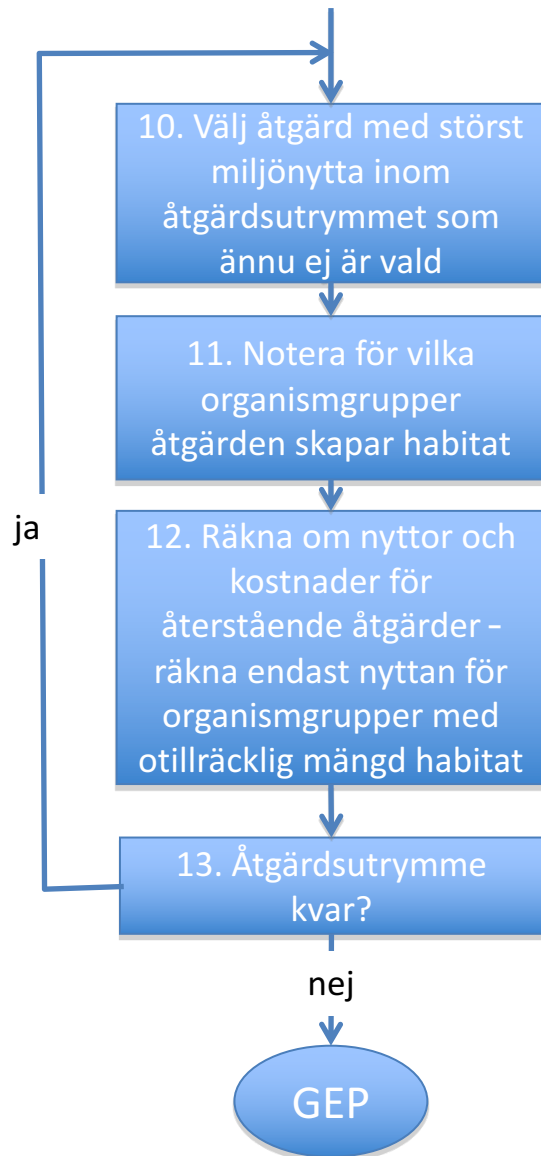 10. Välj åtgärd med störst
miljönytta inom
åtgärdsutrymmet som
ännu ej är vald
11. Notera för vilka
organismgrupper
åtgärden skapar habitat
ja
12. Räkna om nyttor och
kostnader för
återstående åtgärder –
räkna endast nyttan för
organismgrupper med
otillräcklig mängd habitat
13. Åtgärdsutrymme
kvar?
nej
GEP